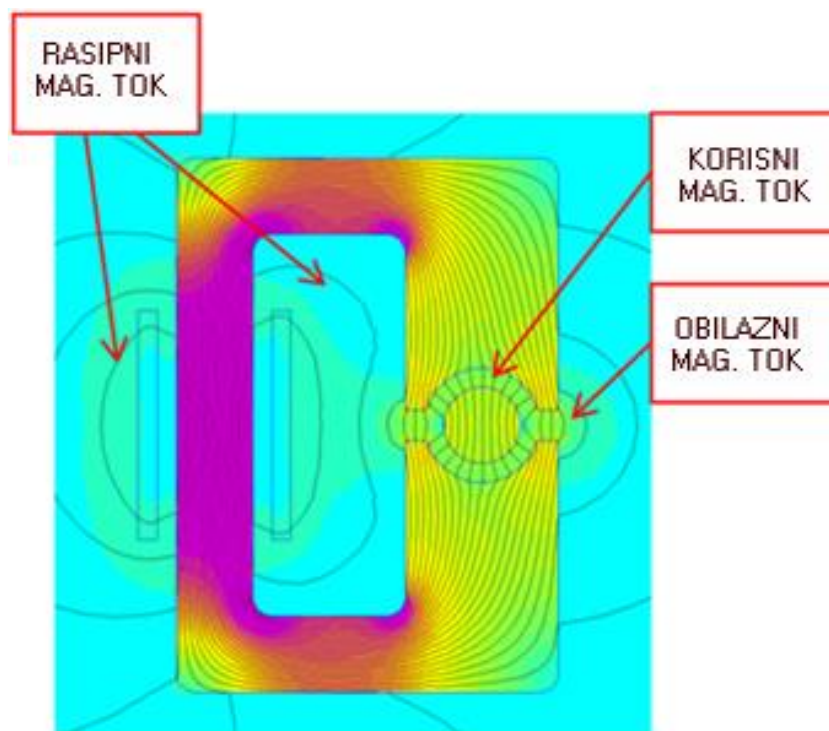 RASIPNI
MAG. TOK
KORISNI
MAG. TOK
OBILAZNI
MAG. TOK